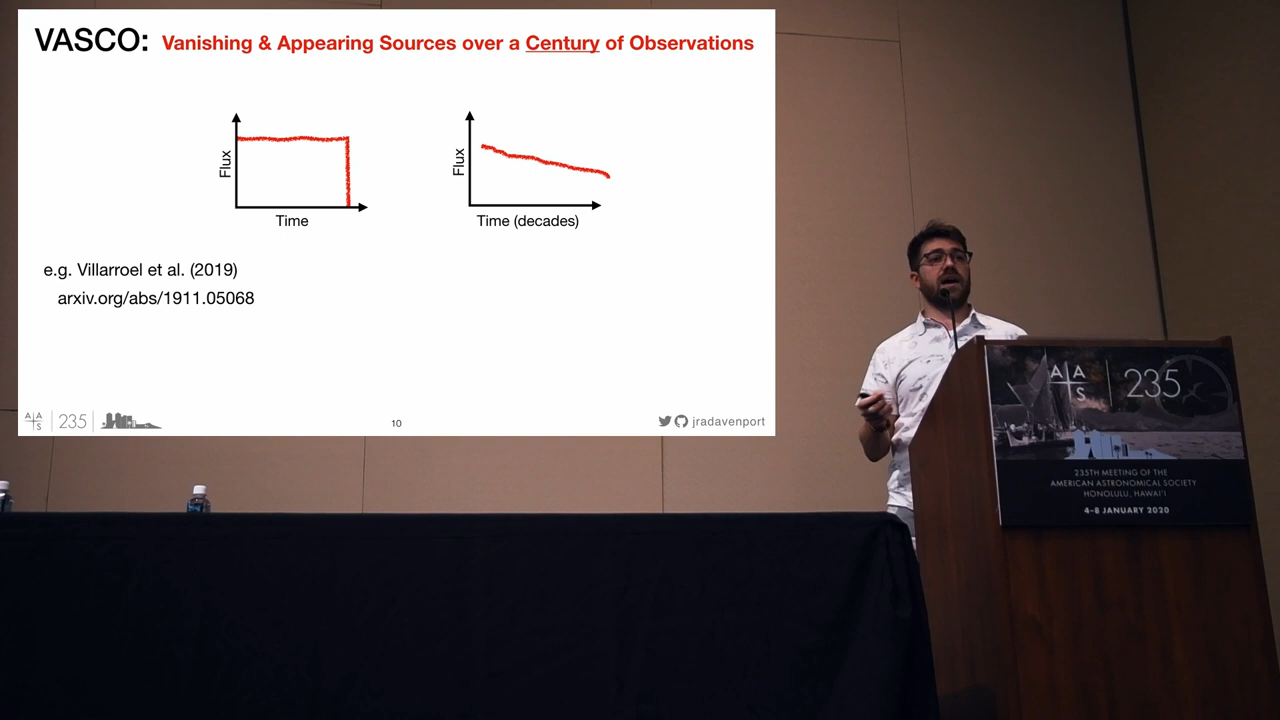 VASCO: Vanishing & Appearing Sources over a Century of Observations
Flux
Time
Flux
Time (decades)
e.g. Villarroel et al. (2019)
arxiv.org/abs/1911.05068
A A
S
235
10
jradavenport
A A
S
235
235TH MEETING OF THE
AMERICAN ASTRONOMICAL SOCIETY
HONOLULU, HAWAI'I
4–8 JANUARY 2020